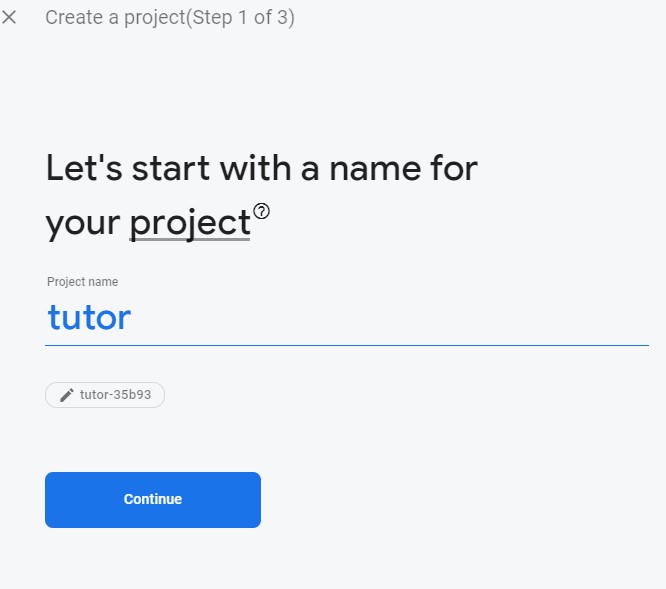 Create a project(Step 1 of 3)
Let's start with a name for
your project
Project name
tutor
tutor-35b93
Continue